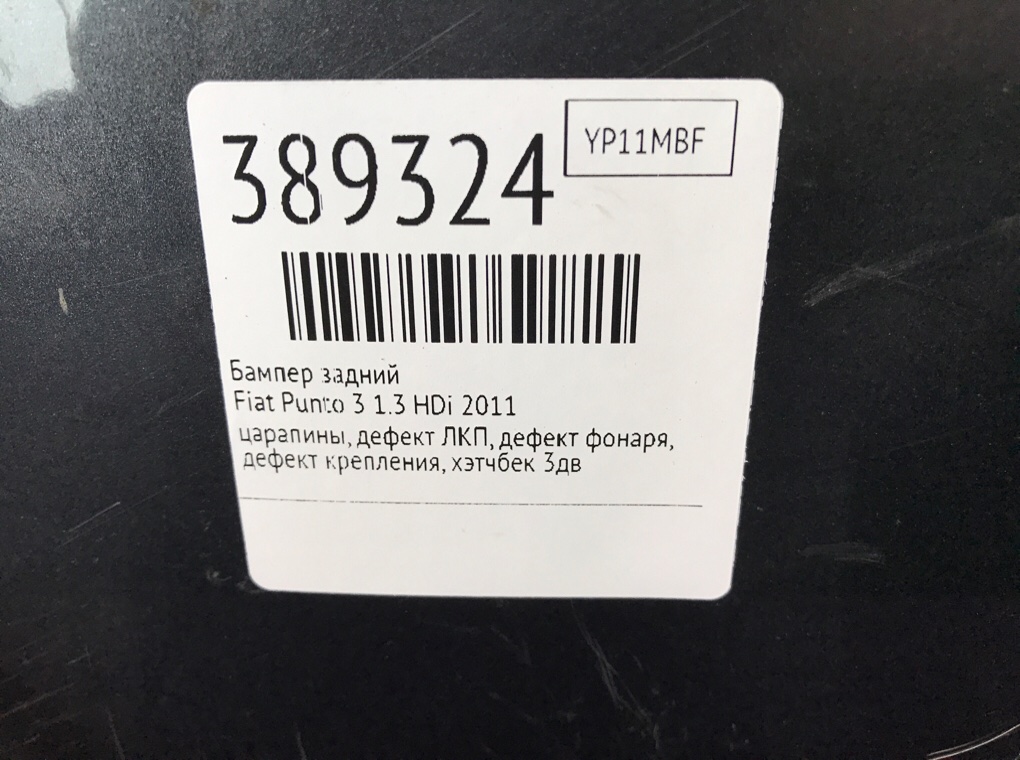 389324
YP11MBF
Бампер задний
Fiat Punto 3 1.3 HDi 2011
царапины, дефект ЛКП, дефект фонаря,
дефект крепления, хэтчбек 3дв